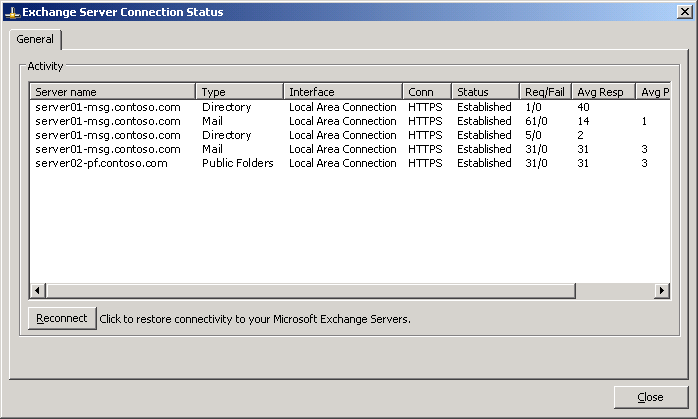 Exchange Server Connection Status
General
Activity
Server name Type Interface Conn Status Req/Fail Avg Resp Avg P
server01-msg.contoso.com Directory Local Area Connection HTTPS Established 1/0 40
server01-msg.contoso.com Mail Local Area Connection HTTPS Established 61/0 14 1
server01-msg.contoso.com Directory Local Area Connection HTTPS Established 5/0 2
server01-msg.contoso.com Mail Local Area Connection HTTPS Established 31/0 31 3
server02-pf.contoso.com Public Folders Local Area Connection HTTPS Established 31/0 31 3
Reconnect Click to restore connectivity to your Microsoft Exchange Servers.
Close